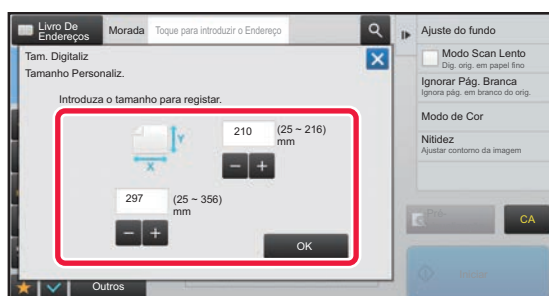 Livro De
Endereços
Morada
Toque para introduzir o Endereço
Ajuste do fundo
Tam. Digitaliz
Tamanho Personaliz.
Introduza o tamanho para registar.
Y
X
210
(25 ~ 216)
mm
− +
297
(25 ~ 356)
mm
− +
OK
Modo Scan Lento
Dig. orig. em papel fino
Ignorar Pág. Branca
Ignora pág. em branco do orig.
Modo de Cor
Nitidez
Ajustar contorno da imagem
CA
Iniciar
Outros